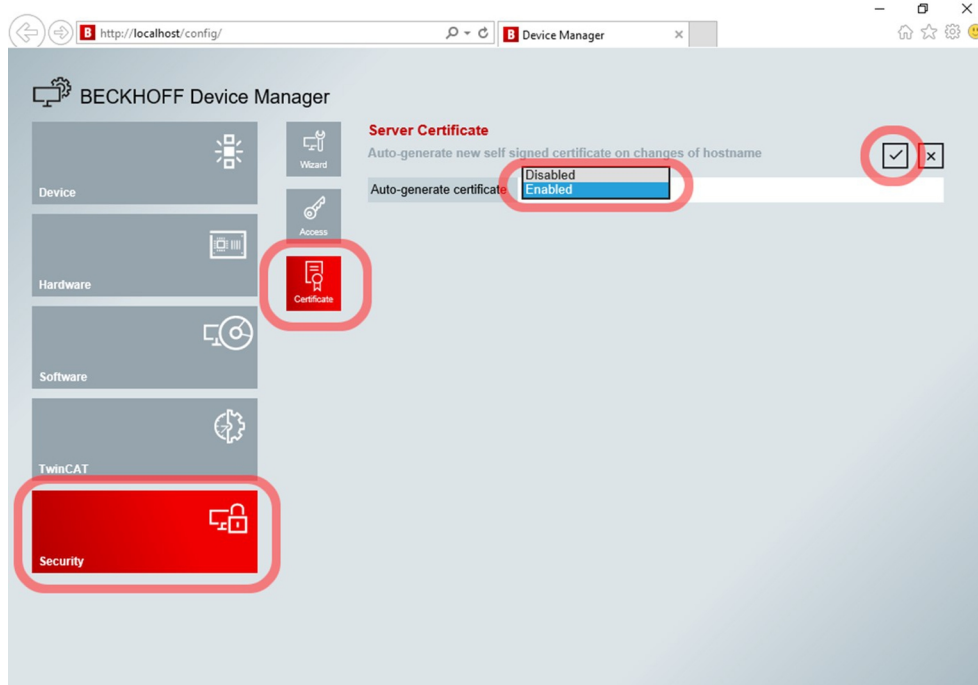 B http://localhost/config/
B Device Manager
BECKHOFF Device Manager
Device
Hardware
Software
TwinCAT
Security
Wizard
Access
Certificate
Server Certificate
Auto-generate new self signed certificate on changes of hostname
Auto-generate certificate
Disabled
Enabled